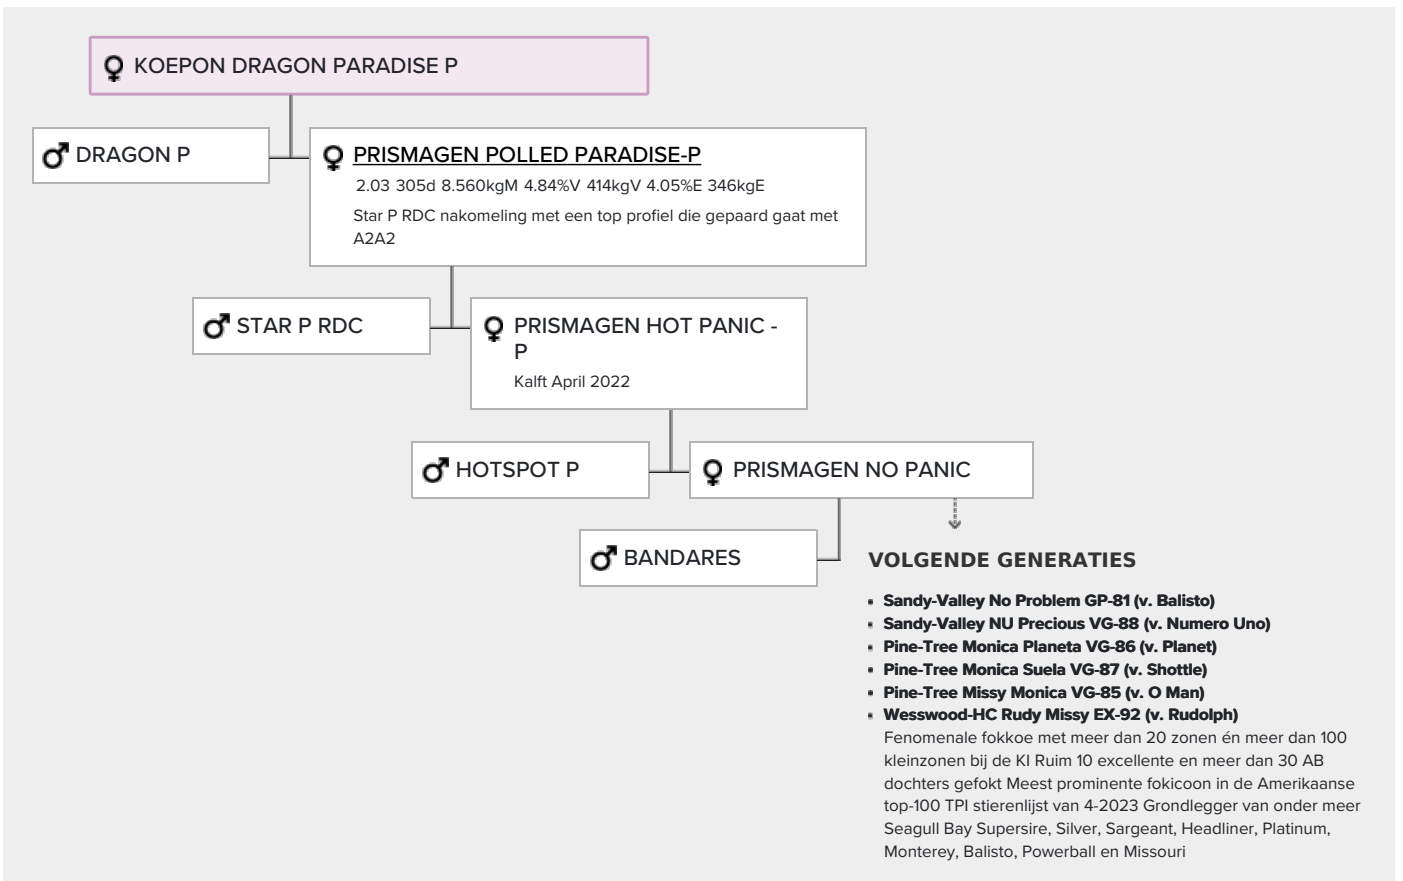 KOEPON DRAGON PARADISE P
DRAGON P
PRISMAGEN POLLED PARADISE-P
2.03 305d 8.560kgM 4.84%V 414kgV 4.05%E 346kgE
Star P RDC nakomeling met een top profiel die gepaard gaat met
A2A2
STAR P RDC
PRISMAGEN HOT PANIC -
P
Kalft April 2022
HOTSPOT P
PRISMAGEN NO PANIC
BANDARES
VOLGENDE GENERATIES
Sandy-Valley No Problem GP-81 (v. Balisto)
Sandy-Valley NU Precious VG-88 (v. Numero Uno)
Pine-Tree Monica Planeta VG-86 (v. Planet)
Pine-Tree Monica Suela VG-87 (v. Shottle)
Pine-Tree Missy Monica VG-85 (v. O Man)
Wesswood-HC Rudy Missy EX-92 (v. Rudolph)
Fenomenale fokkoe met meer dan 20 zonen én meer dan 100
kleinzonen bij de KI Ruim 10 excellente en meer dan 30 AB
dochters gefokt Meest prominente fokicoon in de Amerikaanse
top-100 TPI stierenlijst van 4-2023 Grondlegger van onder meer
Seagull Bay Supersire, Silver, Sargeant, Headliner, Platinum,
Monterey, Balisto, Powerball en Missouri